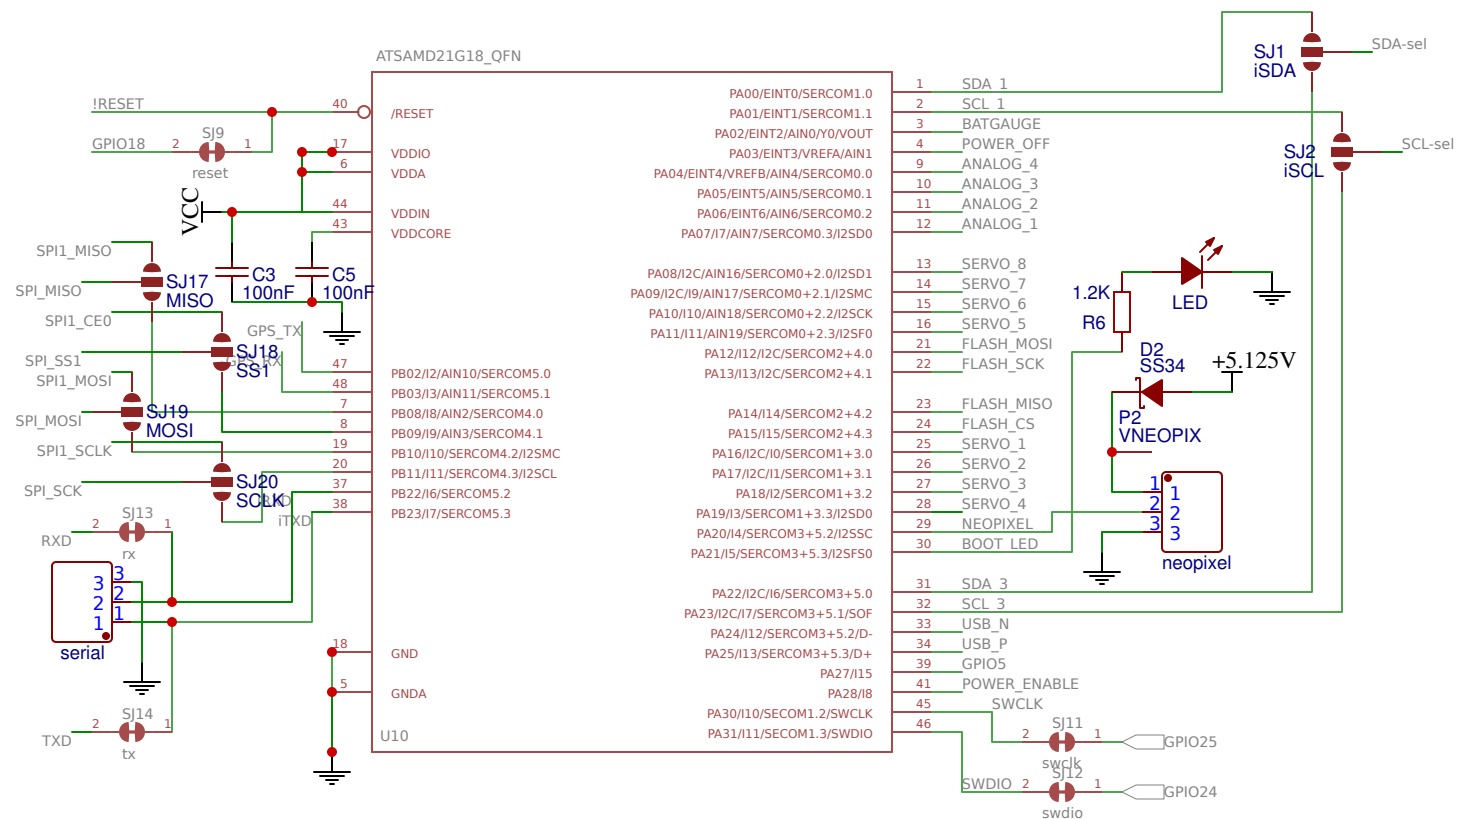 ATSAMD21G18_QFN
!RESET
GPIO18
2
SJ9
1
reset
40
/RESET
17
VDDIO
6
VDDA
44
VDDIN
43
VDDCORE
VCC
C3
100nF
C5
100nF
SPI1_MISO
SPI_MISO
SJ17
MISO
SPI1_CE0
SPI_SS1
SJ18
SS1
GPS_TX
GPS_RX
SPI1_MOSI
SPI_MOSI
SJ19
MOSI
SPI1_SCLK
SPI_SCK
SJ20
SCLK
iRXD
iTXD
47
PB02/I2/AIN10/SERCOM5.0
48
PB03/I3/AIN11/SERCOM5.1
7
PB08/I8/AIN2/SERCOM4.0
8
PB09/I9/AIN3/SERCOM4.1
19
PB10/I10/SERCOM4.2/I2SMC
20
PB11/I11/SERCOM4.3/I2SCL
37
PB22/I6/SERCOM5.2
38
PB23/I7/SERCOM5.3
RXD
2
SJ13
1
rx
3
3
2
2
1
1
serial
TXD
2
SJ14
1
tx
18
GND
5
GNDA
U10
PA00/EINT0/SERCOM1.0
1
SDA_1
PA01/EINT1/SERCOM1.1
2
SCL_1
PA02/EINT2/AIN0/Y0/VOUT
3
BATGAUGE
PA03/EINT3/VREFA/AIN1
4
POWER_OFF
PA04/EINT4/VREFB/AIN4/SERCOM0.0
9
ANALOG_4
PA05/EINT5/AIN5/SERCOM0.1
10
ANALOG_3
PA06/EINT6/AIN6/SERCOM0.2
11
ANALOG_2
PA07/I7/AIN7/SERCOM0.3/I2SD0
12
ANALOG_1
PA08/I2C/AIN16/SERCOM0+2.0/I2SD1
13
SERVO_8
PA09/I2C/I9/AIN17/SERCOM0+2.1/I2SMC
14
SERVO_7
PA10/I10/AIN18/SERCOM0+2.2/I2SCK
15
SERVO_6
PA11/I11/AIN19/SERCOM0+2.3/I2SF0
16
SERVO_5
PA12/I12/I2C/SERCOM2+4.0
21
FLASH_MOSI
PA13/I13/I2C/SERCOM2+4.1
22
FLASH_SCK
PA14/I14/SERCOM2+4.2
23
FLASH_MISO
PA15/I15/SERCOM2+4.3
24
FLASH_CS
PA16/I2C/I0/SERCOM1+3.0
25
SERVO_1
PA17/I2C/I1/SERCOM1+3.1
26
SERVO_2
PA18/I2/SERCOM1+3.2
27
SERVO_3
PA19/I3/SERCOM1+3.3/I2SD0
28
SERVO_4
PA20/I4/SERCOM3+5.2/I2SSC
29
NEOPIXEL
PA21/I5/SERCOM3+5.3/I2SFS0
30
BOOT_LED
PA22/I2C/I6/SERCOM3+5.0
31
SDA_3
PA23/I2C/I7/SERCOM3+5.1/SOF
32
SCL_3
PA24/I12/SERCOM3+5.2/D-
33
USB_N
PA25/I13/SERCOM3+5.3/D+
34
USB_P
PA27/I15
39
GPIO5
PA28/I8
41
POWER_ENABLE
PA30/I10/SECOM1.2/SWCLK
45
SWCLK
PA31/I11/SECOM1.3/SWDIO
46
SWDIO
SJ1
iSDA
SDA-sel
SJ2
iSCL
SCL-sel
1.2K
R6
LED
D2
SS34
+5.125V
P2
VNEOPIX
1
1
2
2
3
3
neopixel
2
SJ11
1
swclk
GPIO25
2
SJ12
1
swdio
GPIO24